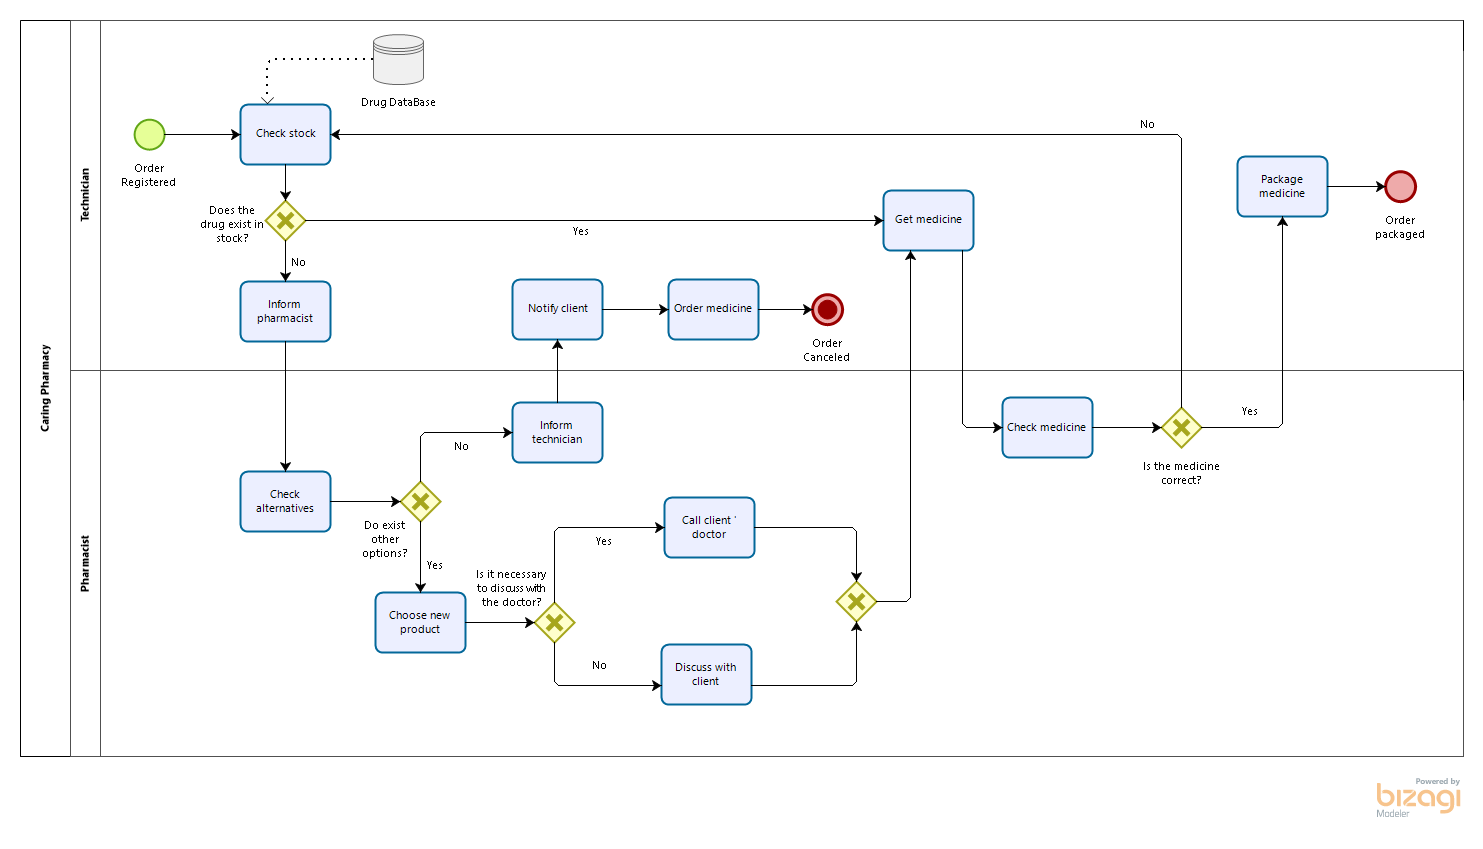 Caring Pharmacy
Technician
Drug DataBase
Check stock
No
Order
Registered
Package
medicine
Order
packaged
Does the
drug exist in
stock?
Yes
Get medicine
No
Inform
pharmacist
Notify client
Order medicine
Order
Canceled
Pharmacist
Inform
technician
No
Check medicine
Yes
Is the medicine
correct?
Check
alternatives
Do exist
other
options?
Yes
Call client '
doctor
Yes
Is it necessary
to discuss with
the doctor?
Choose new
product
No
Discuss with
client
Powered by
bizagi
Modeler